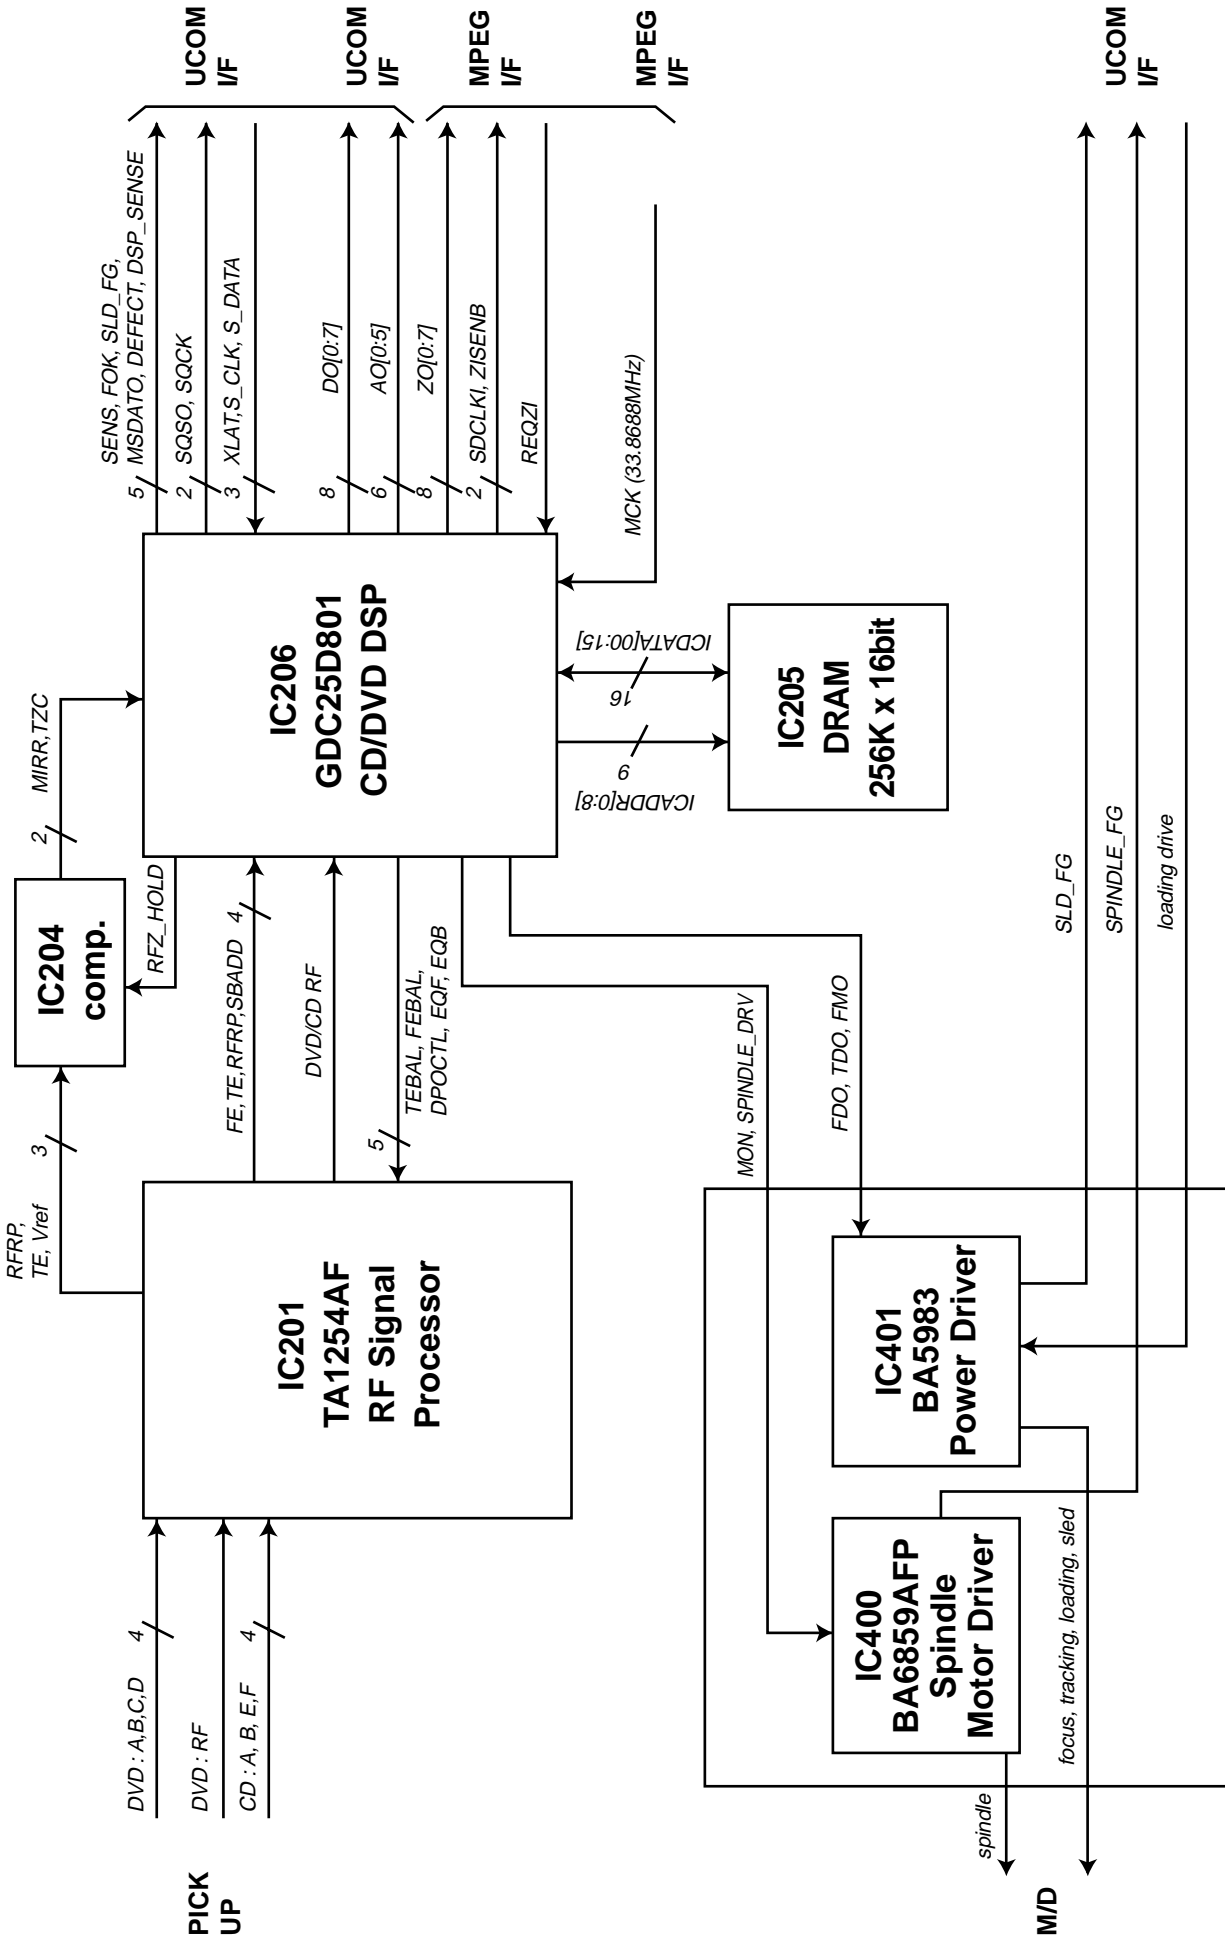 PICK
UP
DVD : A,B,C,D
4
DVD : RF
CD : A, B, E,F
4
IC201
TA1254AF
RF Signal
Processor
RFRP,
TE, Vref
3
IC204
comp.
2
MIRR,TZC
RFZ_HOLD
FE,TE,RFRP,SBADD
4
DVD/CD RF
5
TEBAL, FEBAL,
DPOCTL, EQF, EQB
IC206
GDC25D801
CD/DVD DSP
5
SENS, FOK, SLD_FG,
MSDATO, DEFECT, DSP_SENSE
2
SQSO, SQCK
3
XLAT,S_CLK, S_DATA
UCOM
I/F
8
DO[0:7]
6
AO[0:5]
UCOM
I/F
8
ZO[0:7]
2
SDCLKI, ZISENB
REQZI
MPEG
I/F
MCK (33.8688MHz)
MPEG
I/F
ICADDR[0:8]
9
16
ICDATA[00:15]
IC205
DRAM
256K x 16bit
MON, SPINDLE_DRV
FDO, TDO, FMO
IC400
BA6859AFP
Spindle
Motor Driver
IC401
BA5983
Power Driver
SLD_FG
SPINDLE_FG
loading drive
UCOM
I/F
spindle
focus, tracking, loading, sled
M/D